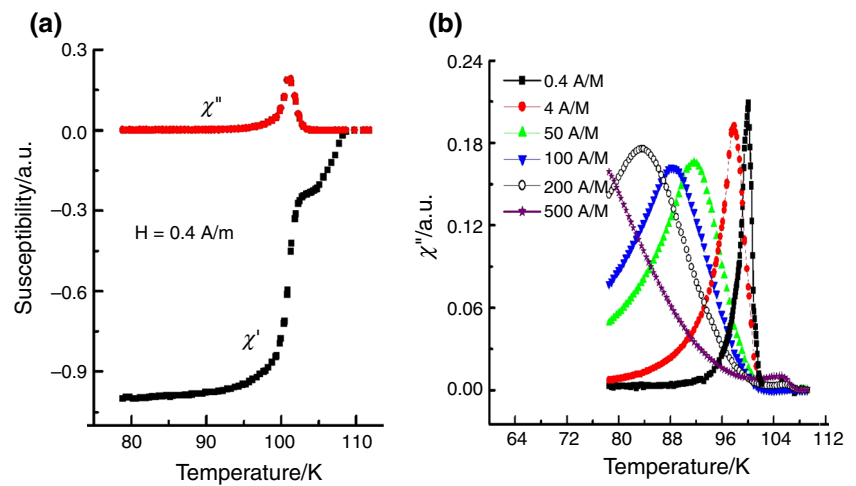 (a)
0.3
0.0
−0.3
−0.6
−0.9
Susceptibility/a.u.
χ"
H = 0.4 A/m
χ'
80 90 100 110
Temperature/K
(b)
0.24
0.18
0.12
0.06
0.00
χ"/a.u.
0.4 A/M
4 A/M
50 A/M
100 A/M
200 A/M
500 A/M
64 72 80 88 96 104 112
Temperature/K